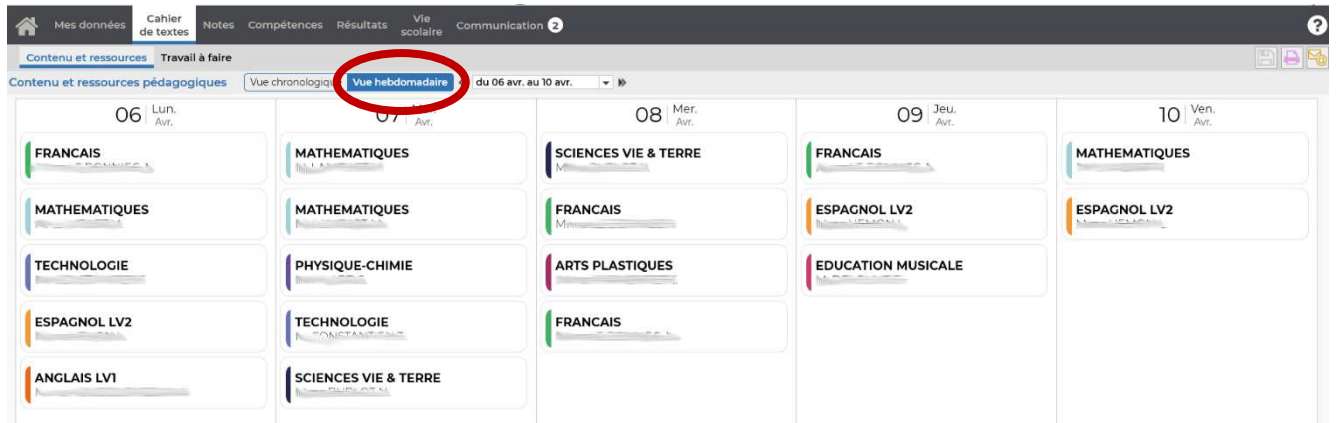 Mes données Cahier de textes Notes Compétences Résultats Vie scolaire Communication 2 ?
Contenu et ressources Travail à faire
Contenu et ressources pédagogiques Vue chronologique Vue hebdomadaire du 06 avr. au 10 avr.
06 Lun. Avr.
FRANCAIS
MATHEMATIQUES
TECHNOLOGIE
ESPAGNOL LV2
ANGLAIS LV1
07 Avr.
MATHEMATIQUES
MATHEMATIQUES
PHYSIQUE-CHIMIE
TECHNOLOGIE
SCIENCES VIE & TERRE
08 Mer. Avr.
SCIENCES VIE & TERRE
FRANCAIS
ARTS PLASTIQUES
FRANCAIS
09 Jeu. Avr.
FRANCAIS
ESPAGNOL LV2
EDUCATION MUSICALE
10 Ven. Avr.
MATHEMATIQUES
ESPAGNOL LV2